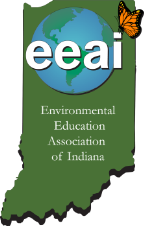 eeai
Environmental
Education
Association
of Indiana